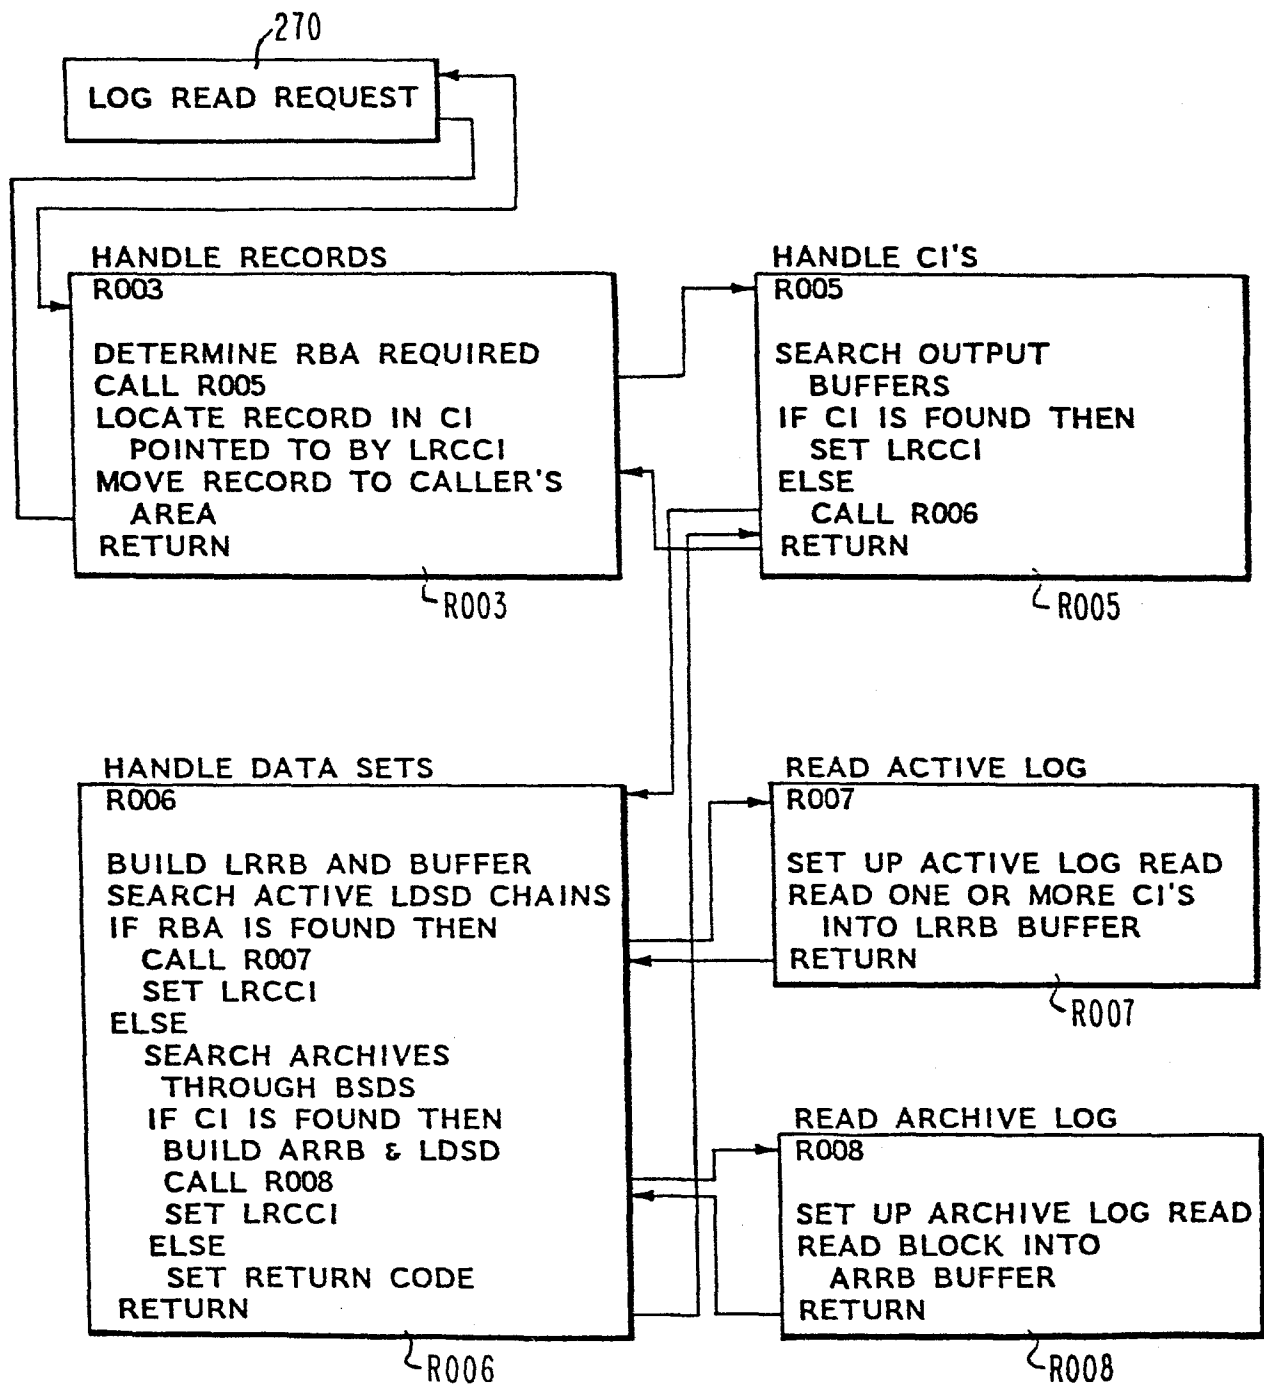 270
LOG READ REQUEST
HANDLE RECORDS
R003
DETERMINE RBA REQUIRED
CALL R005
LOCATE RECORD IN CI
POINTED TO BY LRCCI
MOVE RECORD TO CALLER'S
AREA
RETURN
R003
HANDLE CI'S
R005
SEARCH OUTPUT
BUFFERS
IF CI IS FOUND THEN
SET LRCCI
ELSE
CALL R006
RETURN
R005
HANDLE DATA SETS
R006
BUILD LRRB AND BUFFER
SEARCH ACTIVE LDSD CHAINS
IF RBA IS FOUND THEN
CALL R007
SET LRCCI
ELSE
SEARCH ARCHIVES
THROUGH BSDS
IF CI IS FOUND THEN
BUILD ARRB & LDSD
CALL R008
SET LRCCI
ELSE
SET RETURN CODE
RETURN
R006
READ ACTIVE LOG
R007
SET UP ACTIVE LOG READ
READ ONE OR MORE CI'S
INTO LRRB BUFFER
RETURN
R007
READ ARCHIVE LOG
R008
SET UP ARCHIVE LOG READ
READ BLOCK INTO
ARRB BUFFER
RETURN
R008